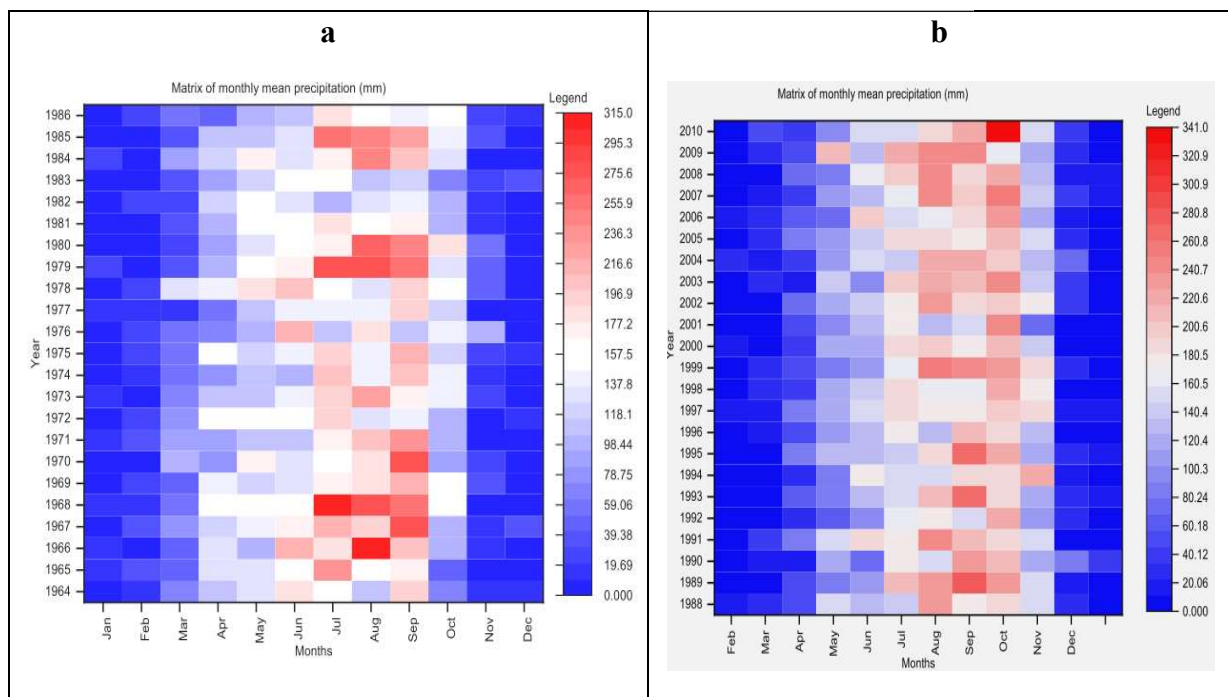 a
Matrix of monthly mean precipitation (mm)
Legend
315.0
295.3
275.6
255.9
236.3
216.6
196.9
177.2
157.5
137.8
118.1
98.44
78.75
59.06
39.38
19.69
0.000
1986
1985
1984
1983
1982
1981
1980
1979
1978
1977
1976
1975
1974
1973
1972
1971
1970
1969
1968
1967
1966
1965
1964
Year
Jan
Feb
Mar
Apr
May
Jun
Jul
Aug
Sep
Oct
Nov
Dec
Months
b
Matrix of monthly mean precipitation (mm)
Legend
341.0
320.9
300.9
280.8
260.8
240.7
220.6
200.6
180.5
160.5
140.4
120.4
100.3
80.24
60.18
40.12
20.06
0.000
2010
2009
2008
2007
2006
2005
2004
2003
2002
2001
2000
1999
1998
1997
1996
1995
1994
1993
1992
1991
1990
1989
1988
Year
Feb
Mar
Apr
May
Jun
Jul
Aug
Sep
Oct
Nov
Dec
Months